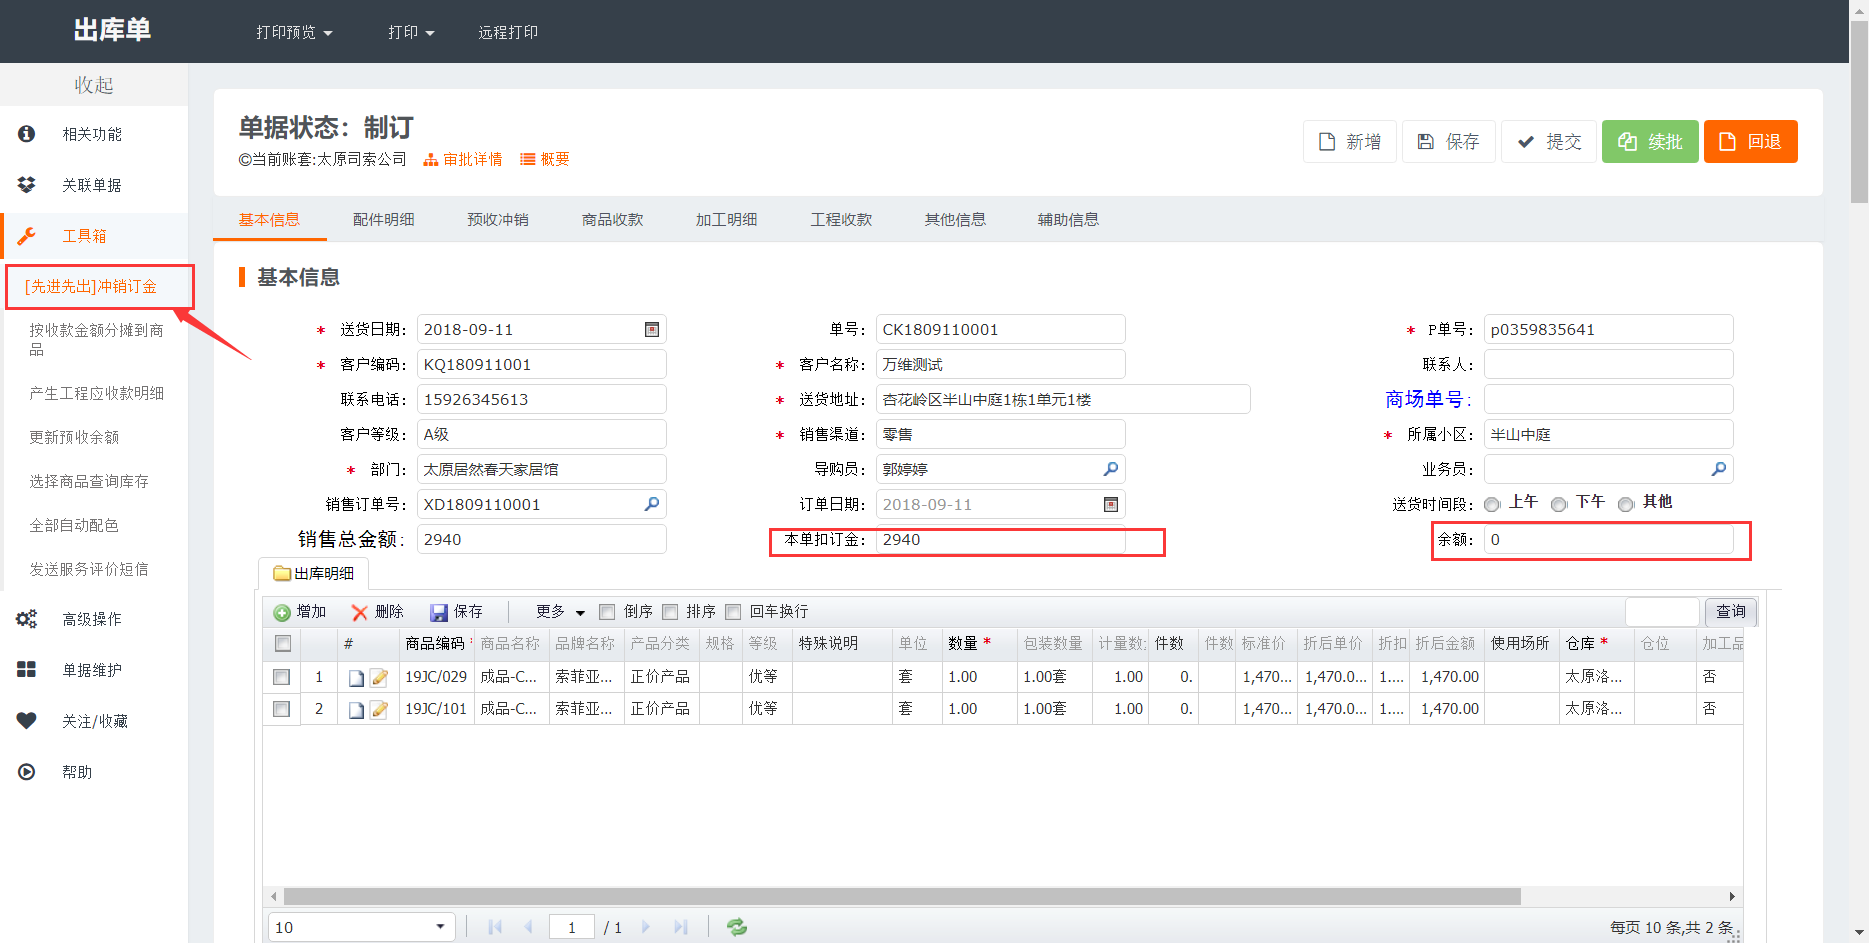 出库单 打印预览 打印 远程打印
收起
相关功能
关联单据
工具箱
[先进先出]冲销订金
按收款金额分摊到商
品
产生工程应收款明细
更新预收余额
选择商品查询库存
全部自动配色
发送服务评价短信
高级操作
单据维护
关注/收藏
帮助
单据状态：制订
©当前账套:太原司索公司 审批详情 概要
新增 保存 提交 续批 回退
基本信息 配件明细 预收冲销 商品收款 加工明细 工程收款 其他信息 辅助信息
基本信息
* 送货日期： 2018-09-11 单号： CK1809110001 * P单号： p0359835641
* 客户编码： KQ180911001 * 客户名称： 万维测试 联系人：
联系电话： 15926345613 * 送货地址： 杏花岭区半山中庭1栋1单元1楼 商场单号：
客户等级： A级 * 销售渠道： 零售 * 所属小区： 半山中庭
* 部门： 太原居然春天家居馆 导购员： 郭婷婷 业务员：
销售订单号： XD1809110001 订单日期： 2018-09-11 送货时间段： 上午 下午 其他
销售总金额： 2940 本单扣订金： 2940 余额： 0
出库明细
增加 删除 保存 更多 倒序 排序 回车换行 查询
# 商品编码 商品名称 品牌名称 产品分类 规格 等级 特殊说明 单位 数量 * 包装数量 计量数 件数 件数 标准价 折后单价 折扣 折后金额 使用场所 仓库 * 仓位 加工品
1 19JC/029 成品-C... 索菲亚... 正价产品 优等 套 1.00 1.00套 1.00 0. 1,470... 1,470.0... 1.... 1,470.00 太原洛... 否
2 19JC/101 成品-C... 索菲亚... 正价产品 优等 套 1.00 1.00套 1.00 0. 1,470... 1,470.0... 1.... 1,470.00 太原洛... 否
10 1 / 1 每页 10 条,共 2 条